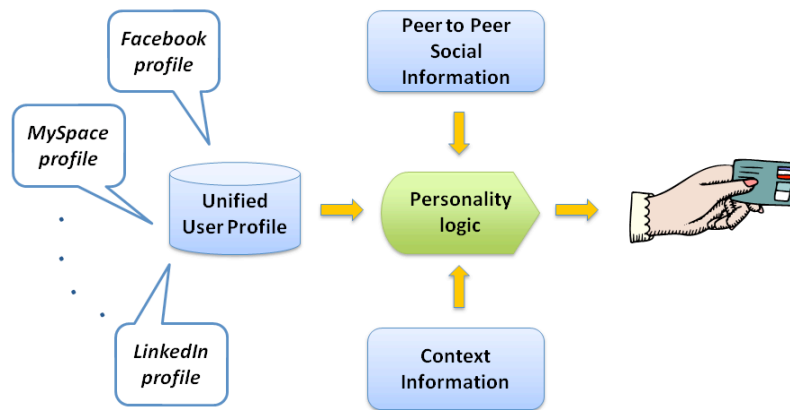 Facebook
profile
MySpace
profile
LinkedIn
profile
Unified
User Profile
Peer to Peer
Social
Information
Personality
logic
Context
Information